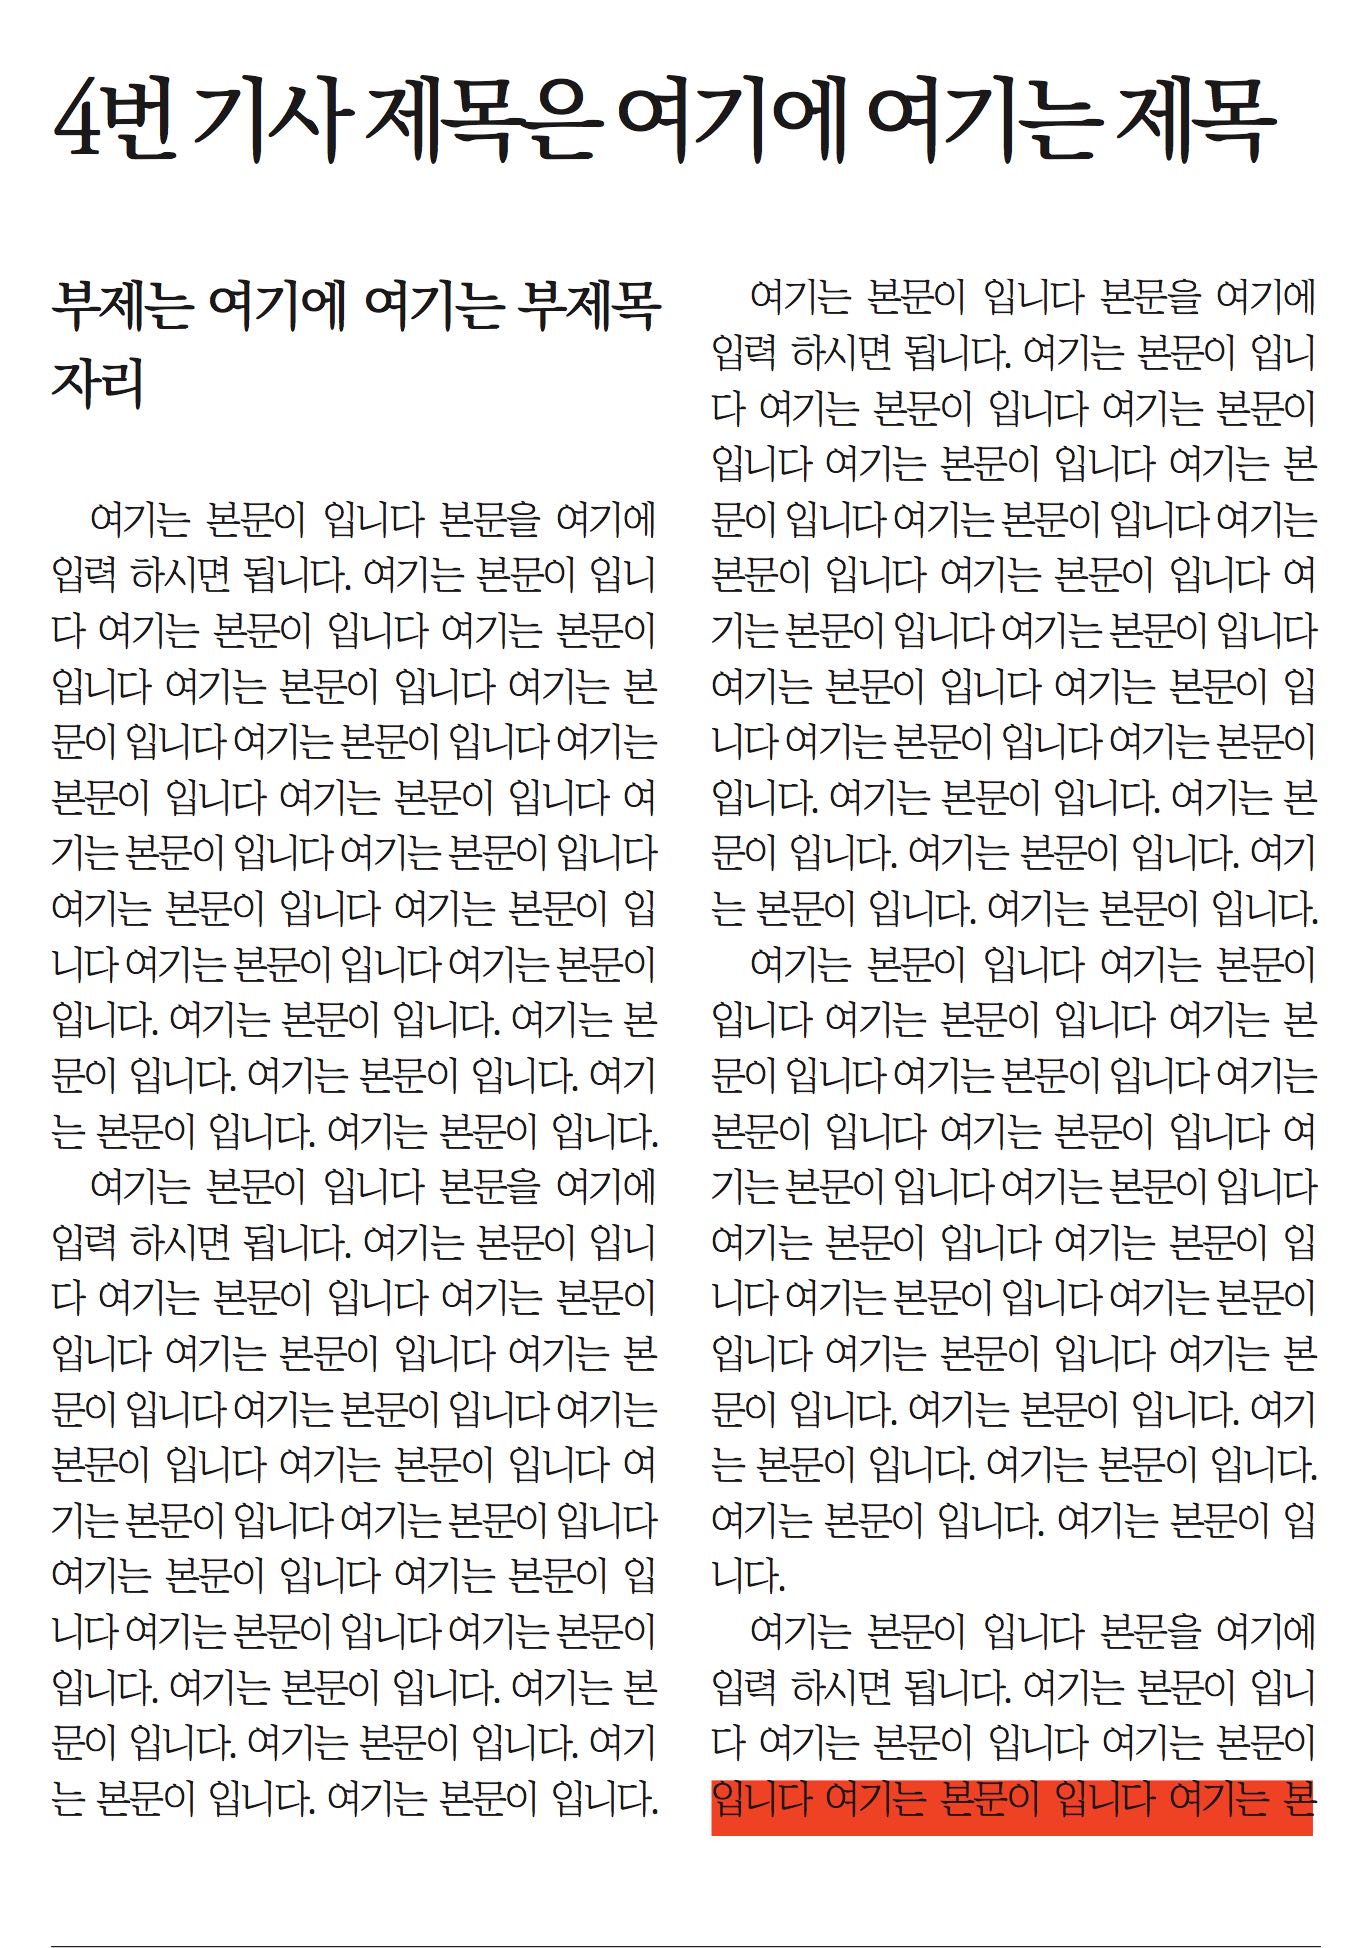 4번 기사 제목은 여기에 여기는 제목
부제는 여기에 여기는 부제목
자리
여기는 본문이 입니다 본문을 여기에
입력 하시면 됩니다. 여기는 본문이 입니
다 여기는 본문이 입니다 여기는 본문이
입니다 여기는 본문이 입니다 여기는 본
문이 입니다 여기는 본문이 입니다 여기는
본문이 입니다 여기는 본문이 입니다 여
기는 본문이 입니다 여기는 본문이 입니다
여기는 본문이 입니다 여기는 본문이 입
니다 여기는 본문이 입니다 여기는 본문이
입니다. 여기는 본문이 입니다. 여기는 본
문이 입니다. 여기는 본문이 입니다. 여기
는 본문이 입니다. 여기는 본문이 입니다.
여기는 본문이 입니다 본문을 여기에
입력 하시면 됩니다. 여기는 본문이 입니
다 여기는 본문이 입니다 여기는 본문이
입니다 여기는 본문이 입니다 여기는 본
문이 입니다 여기는 본문이 입니다 여기는
본문이 입니다 여기는 본문이 입니다 여
기는 본문이 입니다 여기는 본문이 입니다
여기는 본문이 입니다 여기는 본문이 입
니다 여기는 본문이 입니다 여기는 본문이
입니다. 여기는 본문이 입니다. 여기는 본
문이 입니다. 여기는 본문이 입니다. 여기
는 본문이 입니다. 여기는 본문이 입니다.
여기는 본문이 입니다 본문을 여기에
입력 하시면 됩니다. 여기는 본문이 입니
다 여기는 본문이 입니다 여기는 본문이
입니다 여기는 본문이 입니다 여기는 본
문이 입니다 여기는 본문이 입니다 여기는
본문이 입니다 여기는 본문이 입니다 여
기는 본문이 입니다 여기는 본문이 입니다
여기는 본문이 입니다 여기는 본문이 입
니다 여기는 본문이 입니다 여기는 본문이
입니다. 여기는 본문이 입니다. 여기는 본
문이 입니다. 여기는 본문이 입니다. 여기
는 본문이 입니다. 여기는 본문이 입니다.
여기는 본문이 입니다 여기는 본문이
입니다 여기는 본문이 입니다 여기는 본
문이 입니다 여기는 본문이 입니다 여기는
본문이 입니다 여기는 본문이 입니다 여
기는 본문이 입니다 여기는 본문이 입니다
여기는 본문이 입니다 여기는 본문이 입
니다 여기는 본문이 입니다 여기는 본문이
입니다 여기는 본문이 입니다 여기는 본
문이 입니다. 여기는 본문이 입니다. 여기
는 본문이 입니다. 여기는 본문이 입니다.
여기는 본문이 입니다. 여기는 본문이 입
니다.
여기는 본문이 입니다 본문을 여기에
입력 하시면 됩니다. 여기는 본문이 입니
다 여기는 본문이 입니다 여기는 본문이
입니다 여기는 본문이 입니다 여기는 본